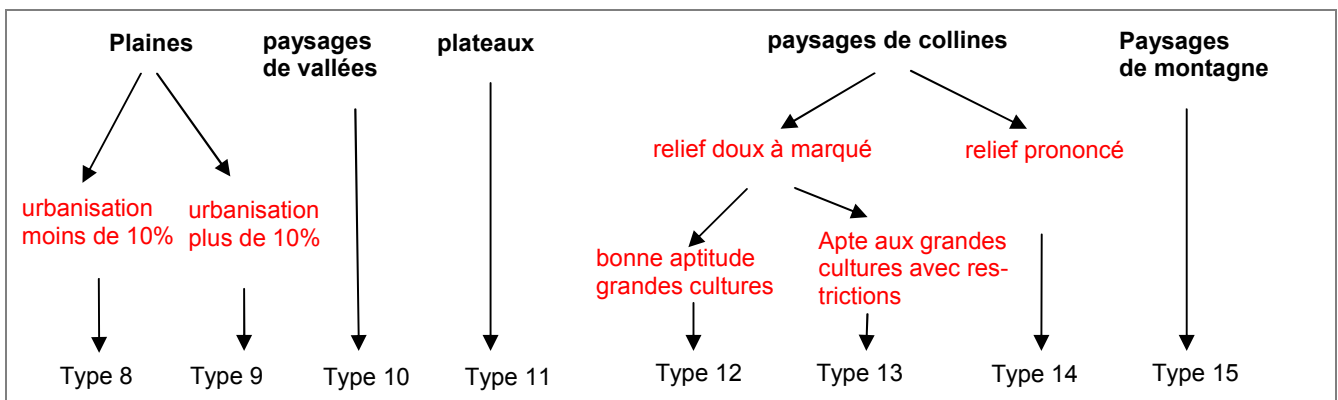 Plaines
paysages
de vallées
plateaux
paysages de collines
Paysages
de montagne
relief doux à marqué
relief prononcé
urbanisation
moins de 10%
urbanisation
plus de 10%
bonne aptitude
grandes cultures
Apte aux grandes
cultures avec res-
trictions
Type 8
Type 9
Type 10
Type 11
Type 12
Type 13
Type 14
Type 15